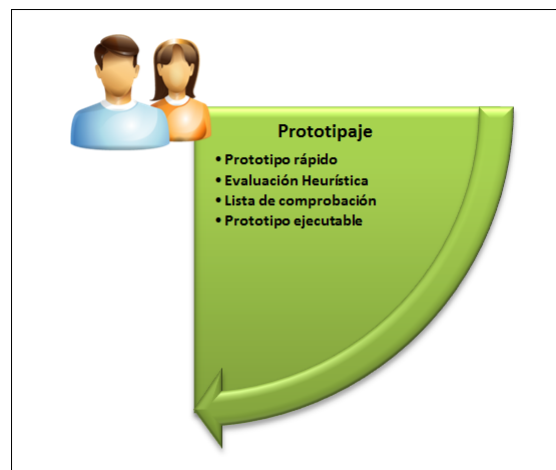 Prototipaje
• Prototipo rápido
• Evaluación Heurística
• Lista de comprobación
• Prototipo ejecutable